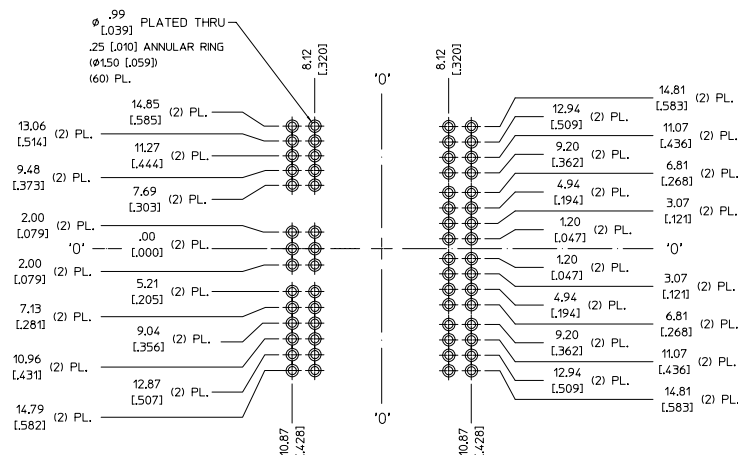 ø .99
[.039] PLATED THRU
.25 [.010] ANNULAR RING
(ø1.50 [.059])
(60) PL.
8.12
[.320]
8.12
[.320]
'0'
14.85
[.585] (2) PL.
13.06
[.514] (2) PL.
11.27
[.444] (2) PL.
9.48
[.373] (2) PL.
7.69
[.303] (2) PL.
2.00
[.079] (2) PL.
'0'
.00
[.000] (2) PL.
2.00
[.079] (2) PL.
5.21
[.205] (2) PL.
7.13
[.281] (2) PL.
9.04
[.356] (2) PL.
10.96
[.431] (2) PL.
12.87
[.507] (2) PL.
14.79
[.582] (2) PL.
14.81
[.583] (2) PL.
12.94
[.509] (2) PL.
11.07
[.436] (2) PL.
9.20
[.362] (2) PL.
6.81
[.268] (2) PL.
4.94
[.194] (2) PL.
3.07
[.121] (2) PL.
1.20
[.047] (2) PL.
'0'
1.20
[.047] (2) PL.
3.07
[.121] (2) PL.
4.94
[.194] (2) PL.
6.81
[.268] (2) PL.
9.20
[.362] (2) PL.
11.07
[.436] (2) PL.
12.94
[.509] (2) PL.
14.81
[.583] (2) PL.
'0'
10.87
[.428]
10.87
[.428]